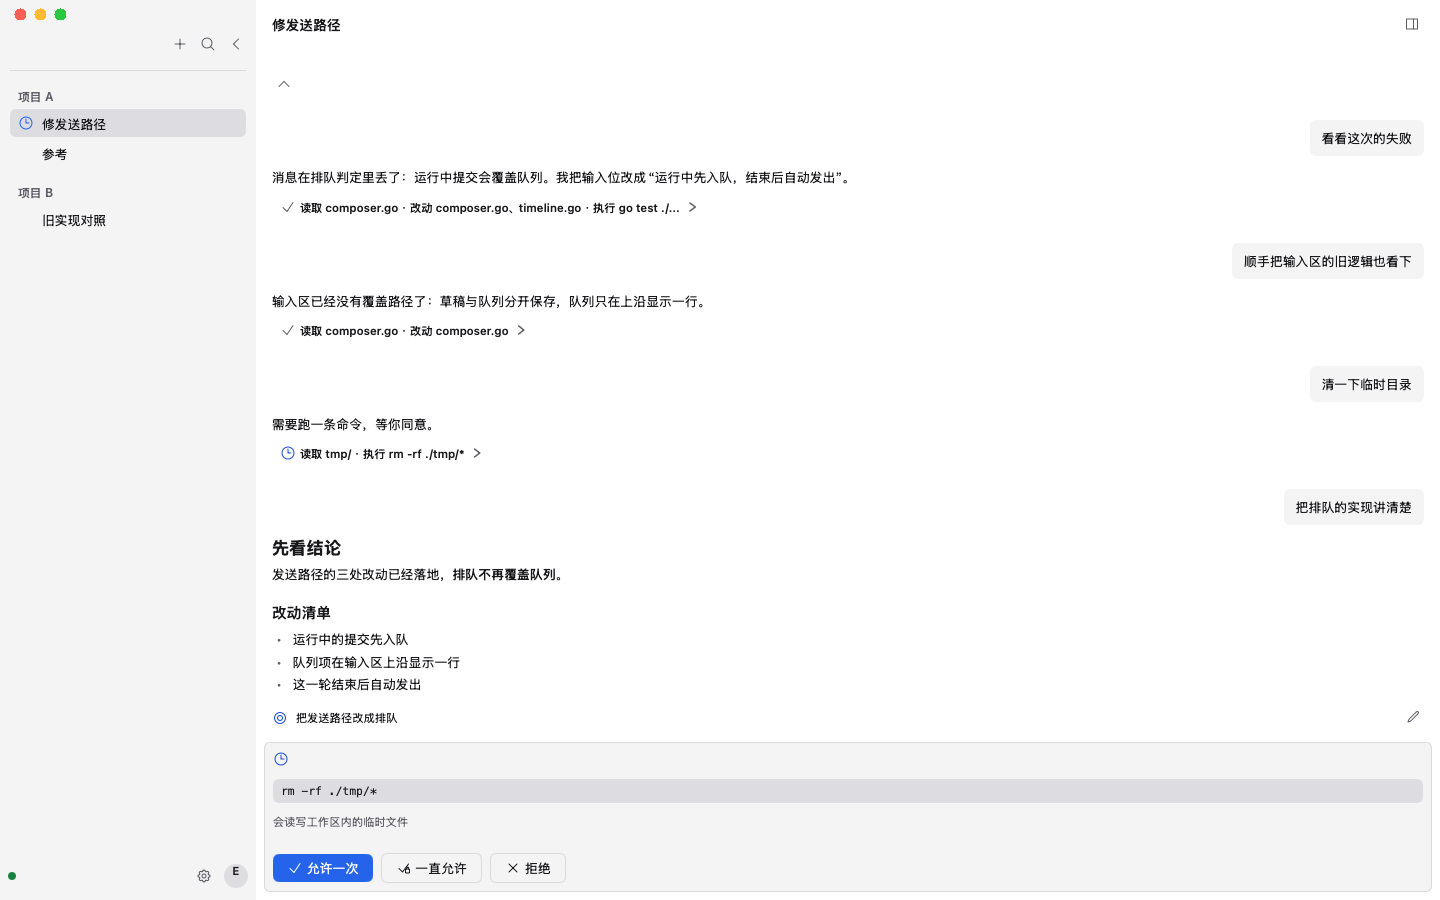 修发送路径
项目 A
修发送路径
参考
项目 B
旧实现对照
E
看看这次的失败
消息在排队判定里丢了：运行中提交会覆盖队列。我把输入位改成 “运行中先入队，结束后自动发出”。
读取 composer.go · 改动 composer.go、timeline.go · 执行 go test ./...
顺手把输入区的旧逻辑也看下
输入区已经没有覆盖路径了：草稿与队列分开保存，队列只在上沿显示一行。
读取 composer.go · 改动 composer.go
清一下临时目录
需要跑一条命令，等你同意。
读取 tmp/ · 执行 rm -rf ./tmp/*
把排队的实现讲清楚
先看结论
发送路径的三处改动已经落地，排队不再覆盖队列。
改动清单
• 运行中的提交先入队
• 队列项在输入区上沿显示一行
• 这一轮结束后自动发出
把发送路径改成排队
rm -rf ./tmp/*
会读写工作区内的临时文件
允许一次
一直允许
拒绝